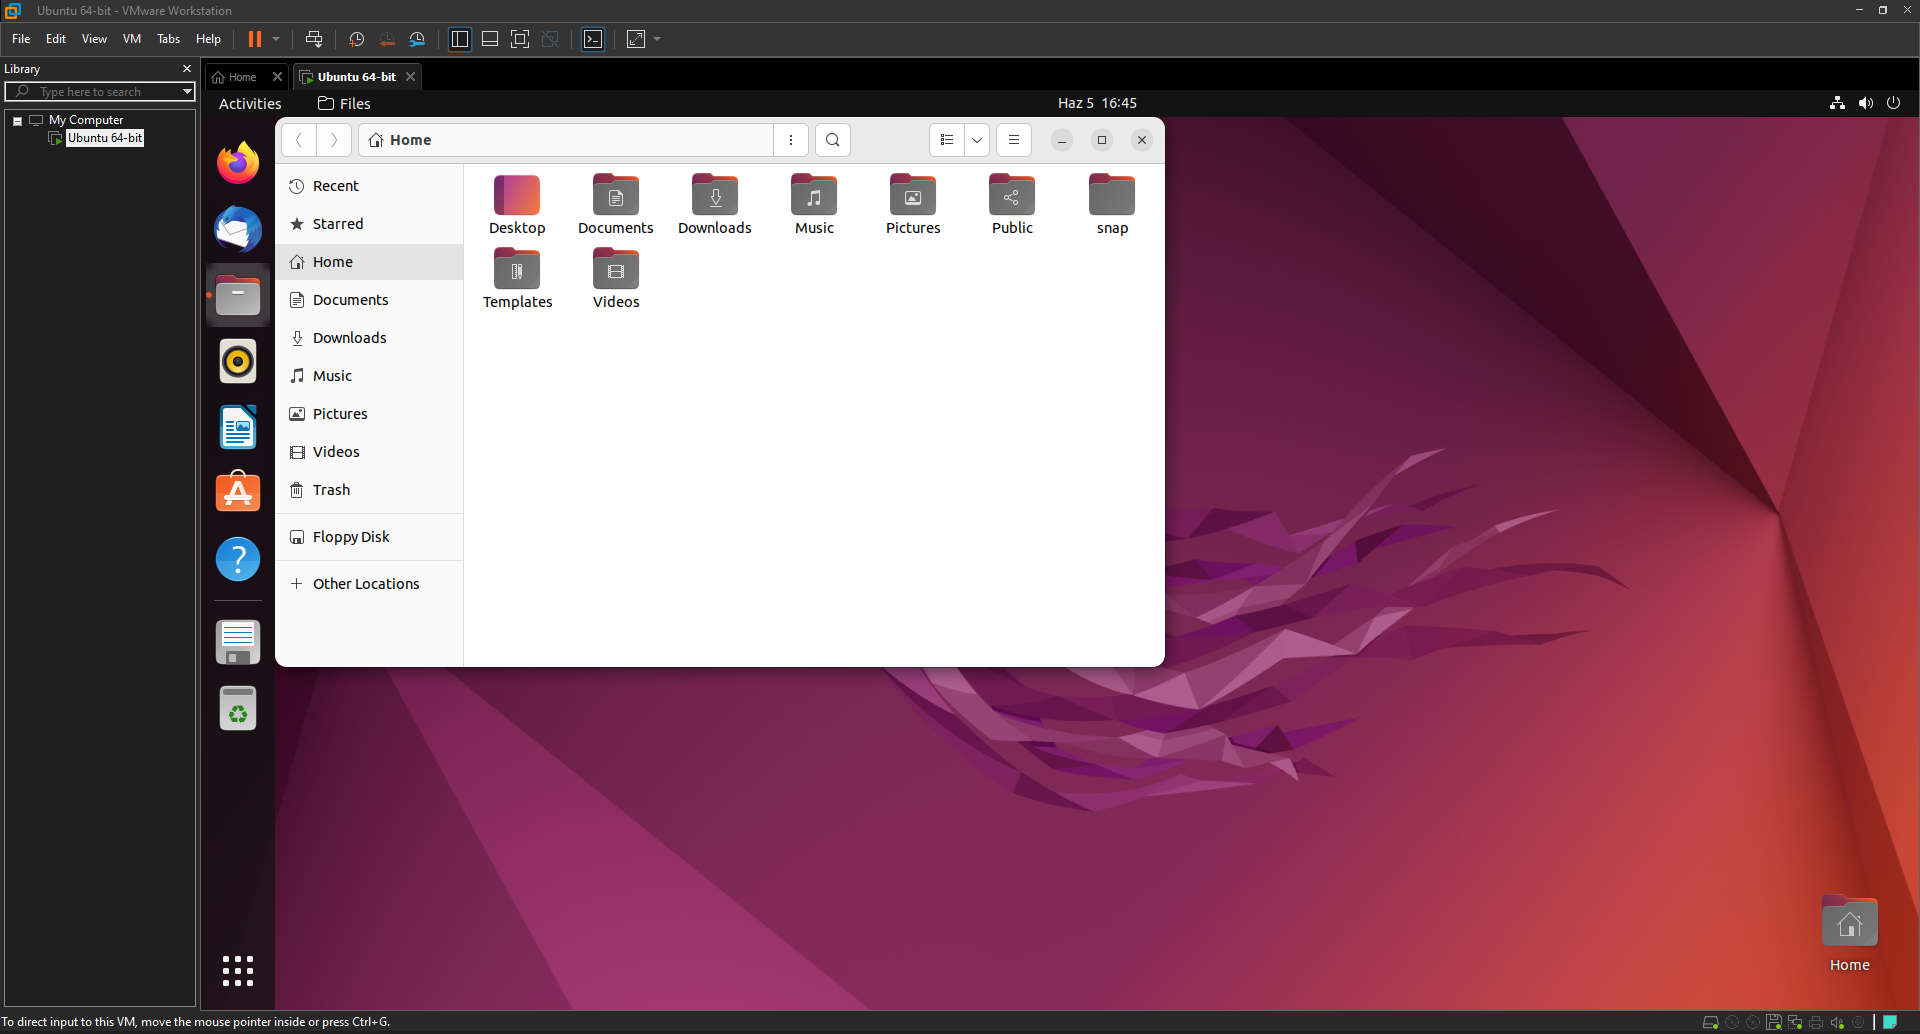 Ubuntu 64-bit - VMware Workstation
File Edit View VM Tabs Help
Library
Type here to search
My Computer
Ubuntu 64-bit
Home
Ubuntu 64-bit
Activities
Files
Haz 5 16:45
Home
Recent
Starred
Home
Documents
Downloads
Music
Pictures
Videos
Trash
Floppy Disk
Other Locations
Desktop
Documents
Downloads
Music
Pictures
Public
snap
Templates
Videos
Home
To direct input to this VM, move the mouse pointer inside or press Ctrl+G.